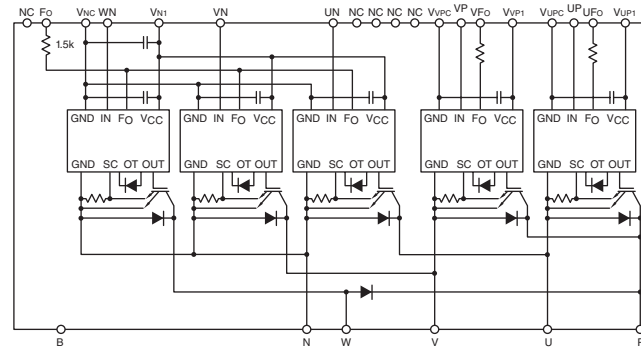 NC FO VNC WN VN1 VN UN NC NC NC NC VVPC VP VFO VVP1 VUPC UP UFO VUP1
1.5k
GND IN FO VCC GND IN FO VCC GND IN FO VCC GND IN FO VCC GND IN FO VCC
GND SC OT OUT GND SC OT OUT GND SC OT OUT GND SC OT OUT GND SC OT OUT
B N W V U P